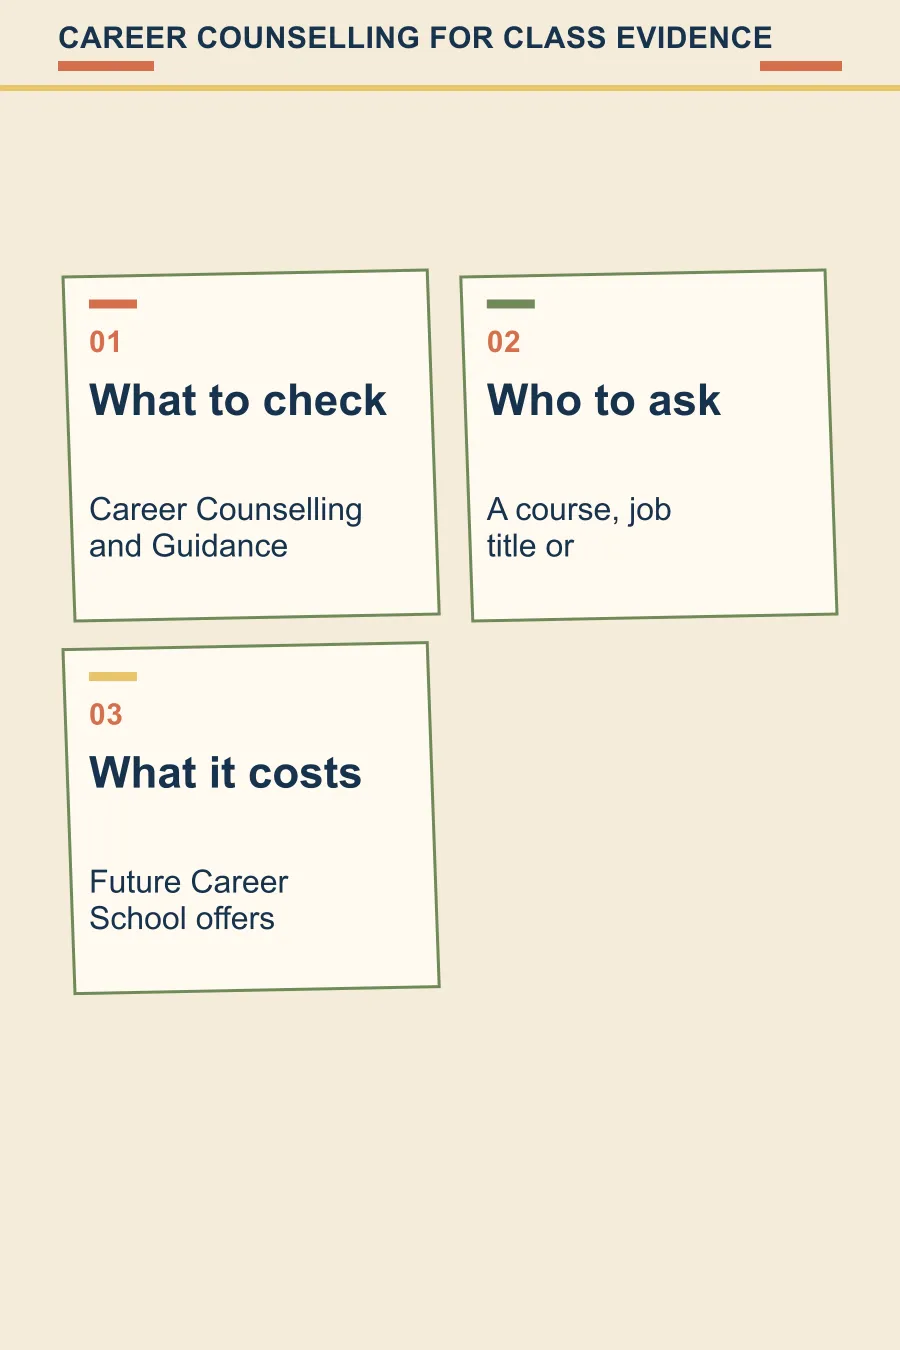 CAREER COUNSELLING FOR CLASS EVIDENCE
01
What to check
Career Counselling
and Guidance
02
Who to ask
A course, job
title or
03
What it costs
Future Career
School offers